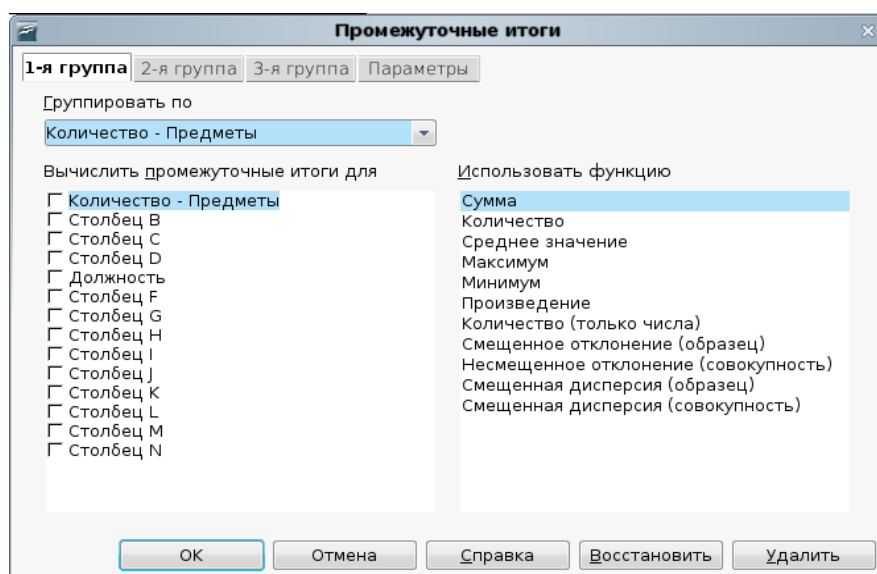 Промежуточные итоги
1-я группа 2-я группа 3-я группа Параметры
Группировать по
Количество - Предметы
Вычислить промежуточные итоги для
Количество - Предметы
Столбец B
Столбец C
Столбец D
Должность
Столбец F
Столбец G
Столбец H
Столбец I
Столбец J
Столбец K
Столбец L
Столбец M
Столбец N
Использовать функцию
Сумма
Количество
Среднее значение
Максимум
Минимум
Произведение
Количество (только числа)
Смещенное отклонение (образец)
Несмещенное отклонение (совокупность)
Смещенная дисперсия (образец)
Смещенная дисперсия (совокупность)
OK Отмена Справка Восстановить Удалить